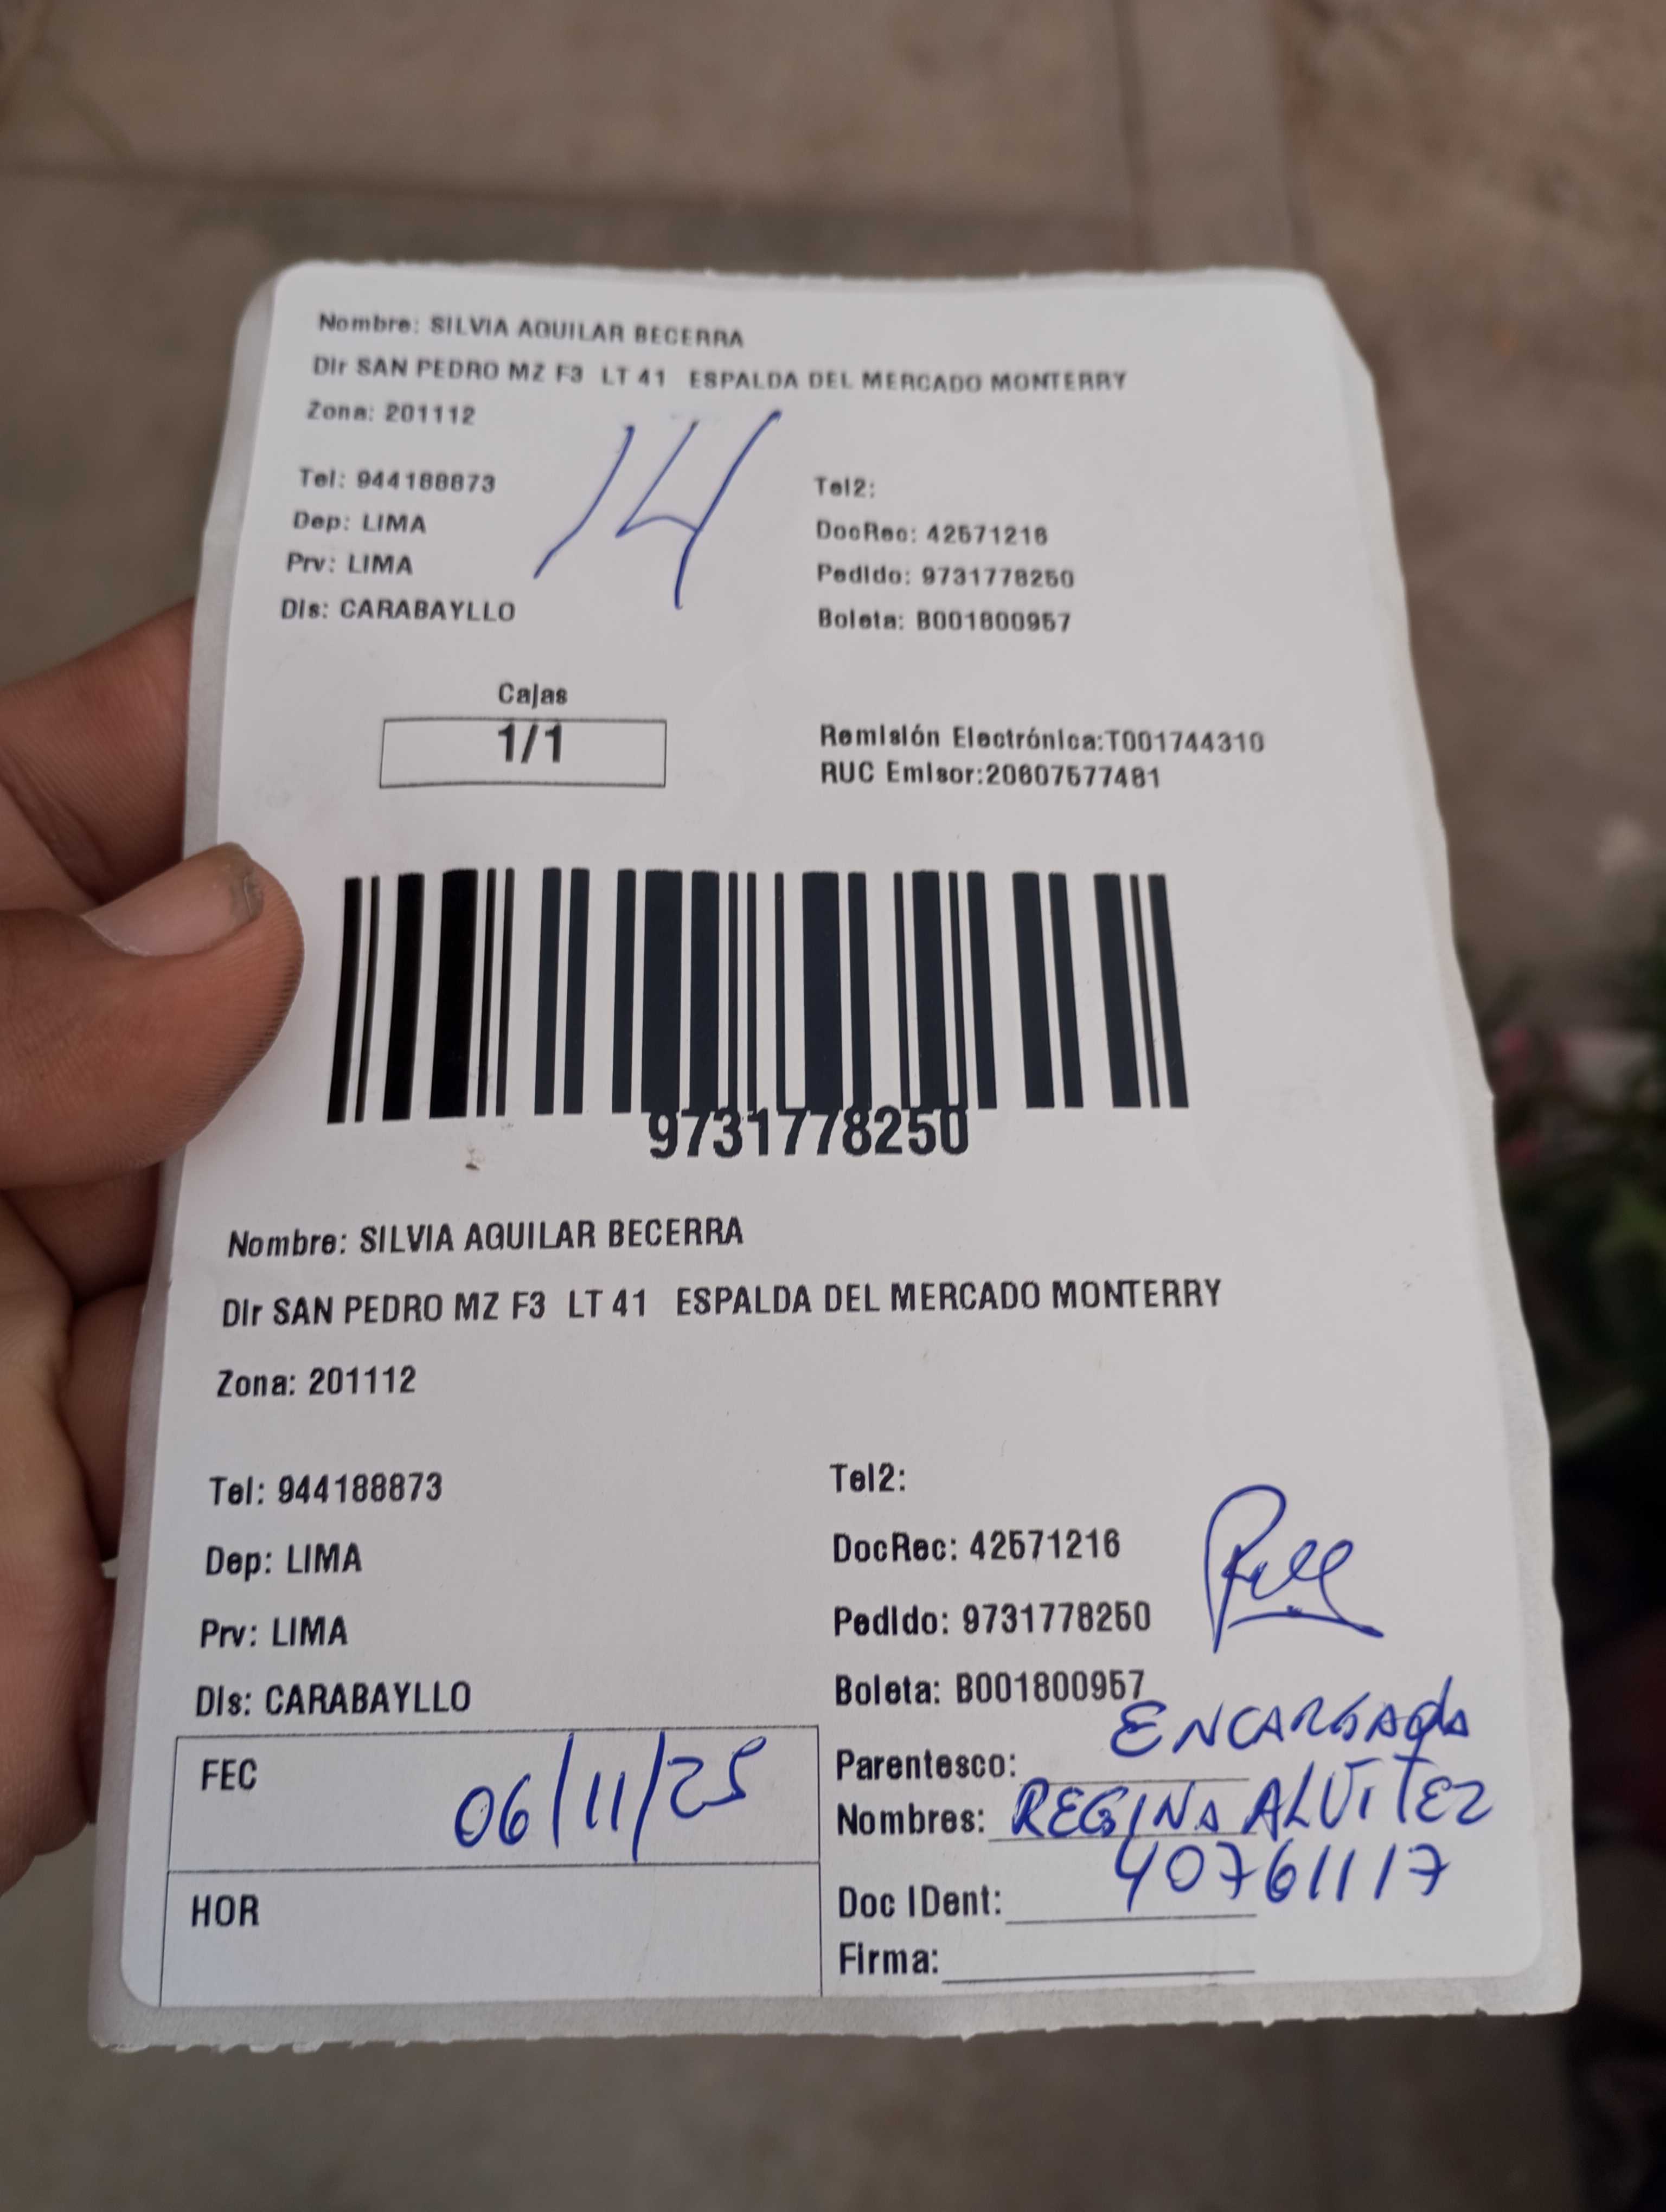 Nombre: SILVIA AGUILAR BECERRA
Dir SAN PEDRO MZ F3 LT 41 ESPALDA DEL MERCADO MONTERRY
Zona: 201112
14
Tel: 944188873
Tel2:
Dep: LIMA
DocRec: 42571216
Prv: LIMA
Pedido: 9731778250
Dis: CARABAYLLO
Boleta: B001800957
Cajas
1/1
Remisión Electrónica:T001744310
RUC Emisor:20607577481
9731778250
Nombre: SILVIA AGUILAR BECERRA
Dir SAN PEDRO MZ F3 LT 41 ESPALDA DEL MERCADO MONTERRY
Zona: 201112
Tel: 944188873
Tel2:
Dep: LIMA
DocRec: 42571216
Prv: LIMA
Pedido: 9731778250
Dis: CARABAYLLO
Boleta: B001800957
FEC 06/11/25
Parentesco: ENCARGADA
Nombres: REGINA ALVITEZ
HOR
Doc IDent: 40761117
Firma: